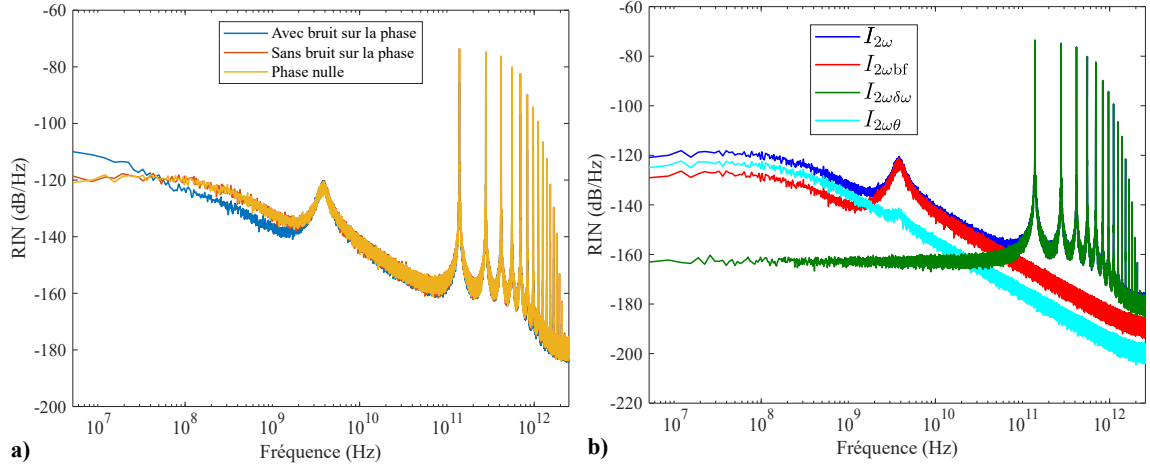 -60
-80
-100
-120
-140
-160
-180
-200
RIN (dB/Hz)
Avec bruit sur la phase
Sans bruit sur la phase
Phase nulle
10^7
10^8
10^9
10^10
10^11
10^12
Fréquence (Hz)
a)
-60
-80
-100
-120
-140
-160
-180
-200
-220
RIN (dB/Hz)
I_{2ω}
I_{2ωbf}
I_{2ωδω}
I_{2ωθ}
10^7
10^8
10^9
10^10
10^11
10^12
Fréquence (Hz)
b)